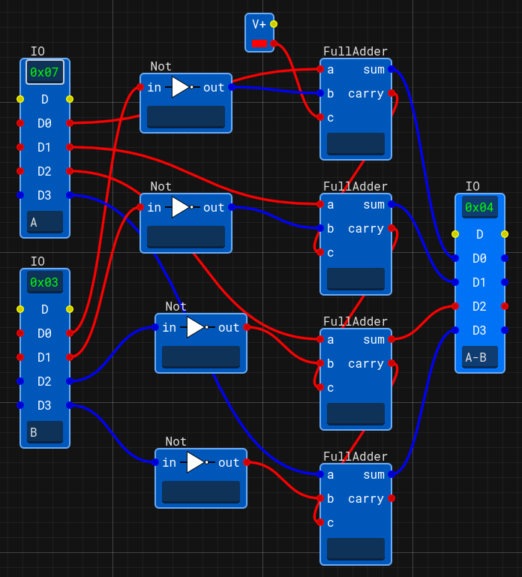 V+
IO
0x07
D
D0
D1
D2
D3
A
Not
in out
FullAdder
a sum
b carry
c
Not
in out
FullAdder
a sum
b carry
c
IO
0x04
D
D0
D1
D2
D3
A-B
IO
0x03
D
D0
D1
D2
D3
B
Not
in out
FullAdder
a sum
b carry
c
Not
in out
FullAdder
a sum
b carry
c